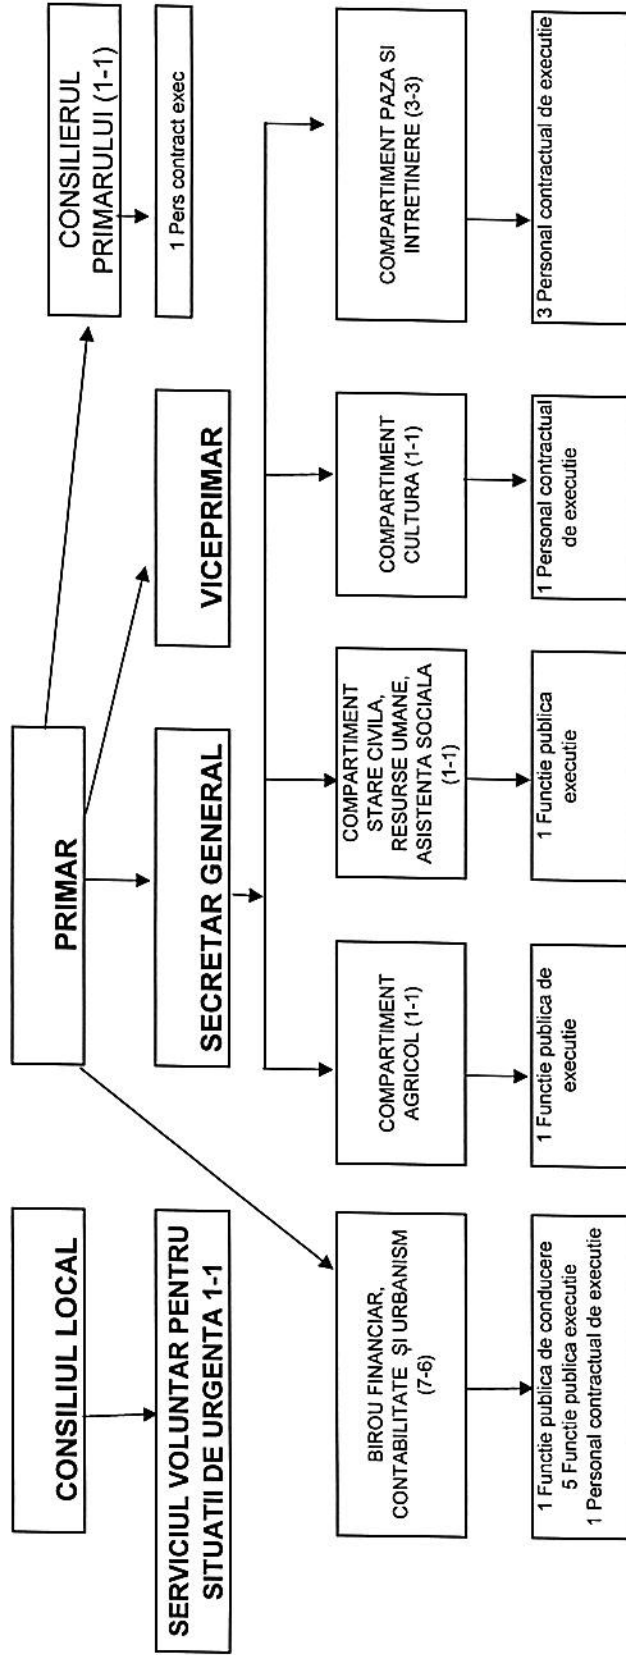 CONSILIUL LOCAL
PRIMAR
CONSILIERUL
PRIMARULUI (1-1)
SERVICIUL VOLUNTAR PENTRU
SITUATII DE URGENTA 1-1
SECRETAR GENERAL
VICEPRIMAR
1 Pers contract exec
BIROU FINANCIAR,
CONTABILITATE ȘI URBANISM
(7-6)
COMPARTIMENT
AGRICOL (1-1)
COMPARTIMENT
STARE CIVILA,
RESURSE UMANE,
ASISTENTA SOCIALA
(1-1)
COMPARTIMENT
CULTURA (1-1)
COMPARTIMENT PAZA SI
INTRETINERE (3-3)
1 Functie publica de conducere
5 Functie publica executie
1 Personal contractual de executie
1 Functie publica de
executie
1 Functie publica
executie
1 Personal contractual
de executie
3 Personal contractual de executie